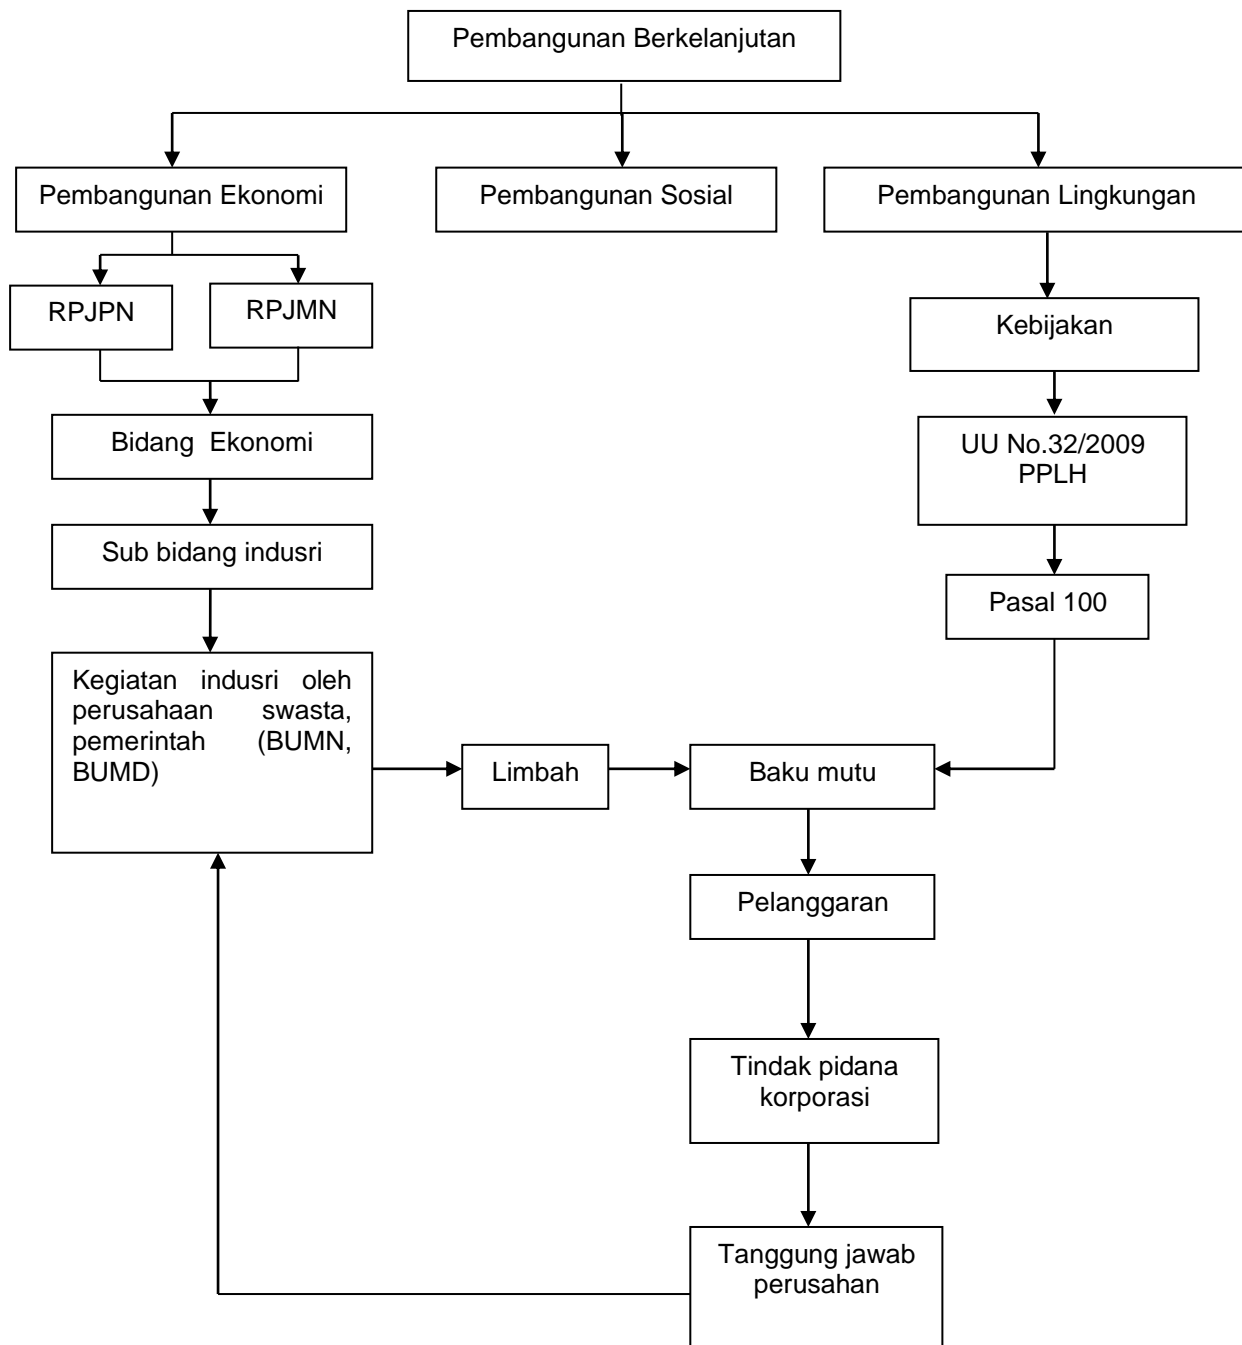 Pembangunan Berkelanjutan
Pembangunan Ekonomi
Pembangunan Sosial
Pembangunan Lingkungan
RPJPN
RPJMN
Kebijakan
Bidang  Ekonomi
UU No.32/2009
PPLH
Sub bidang indusri
Pasal 100
Kegiatan indusri oleh
perusahaan swasta,
pemerintah (BUMN,
BUMD)
Limbah
Baku mutu
Pelanggaran
Tindak pidana
korporasi
Tanggung jawab
perusahan